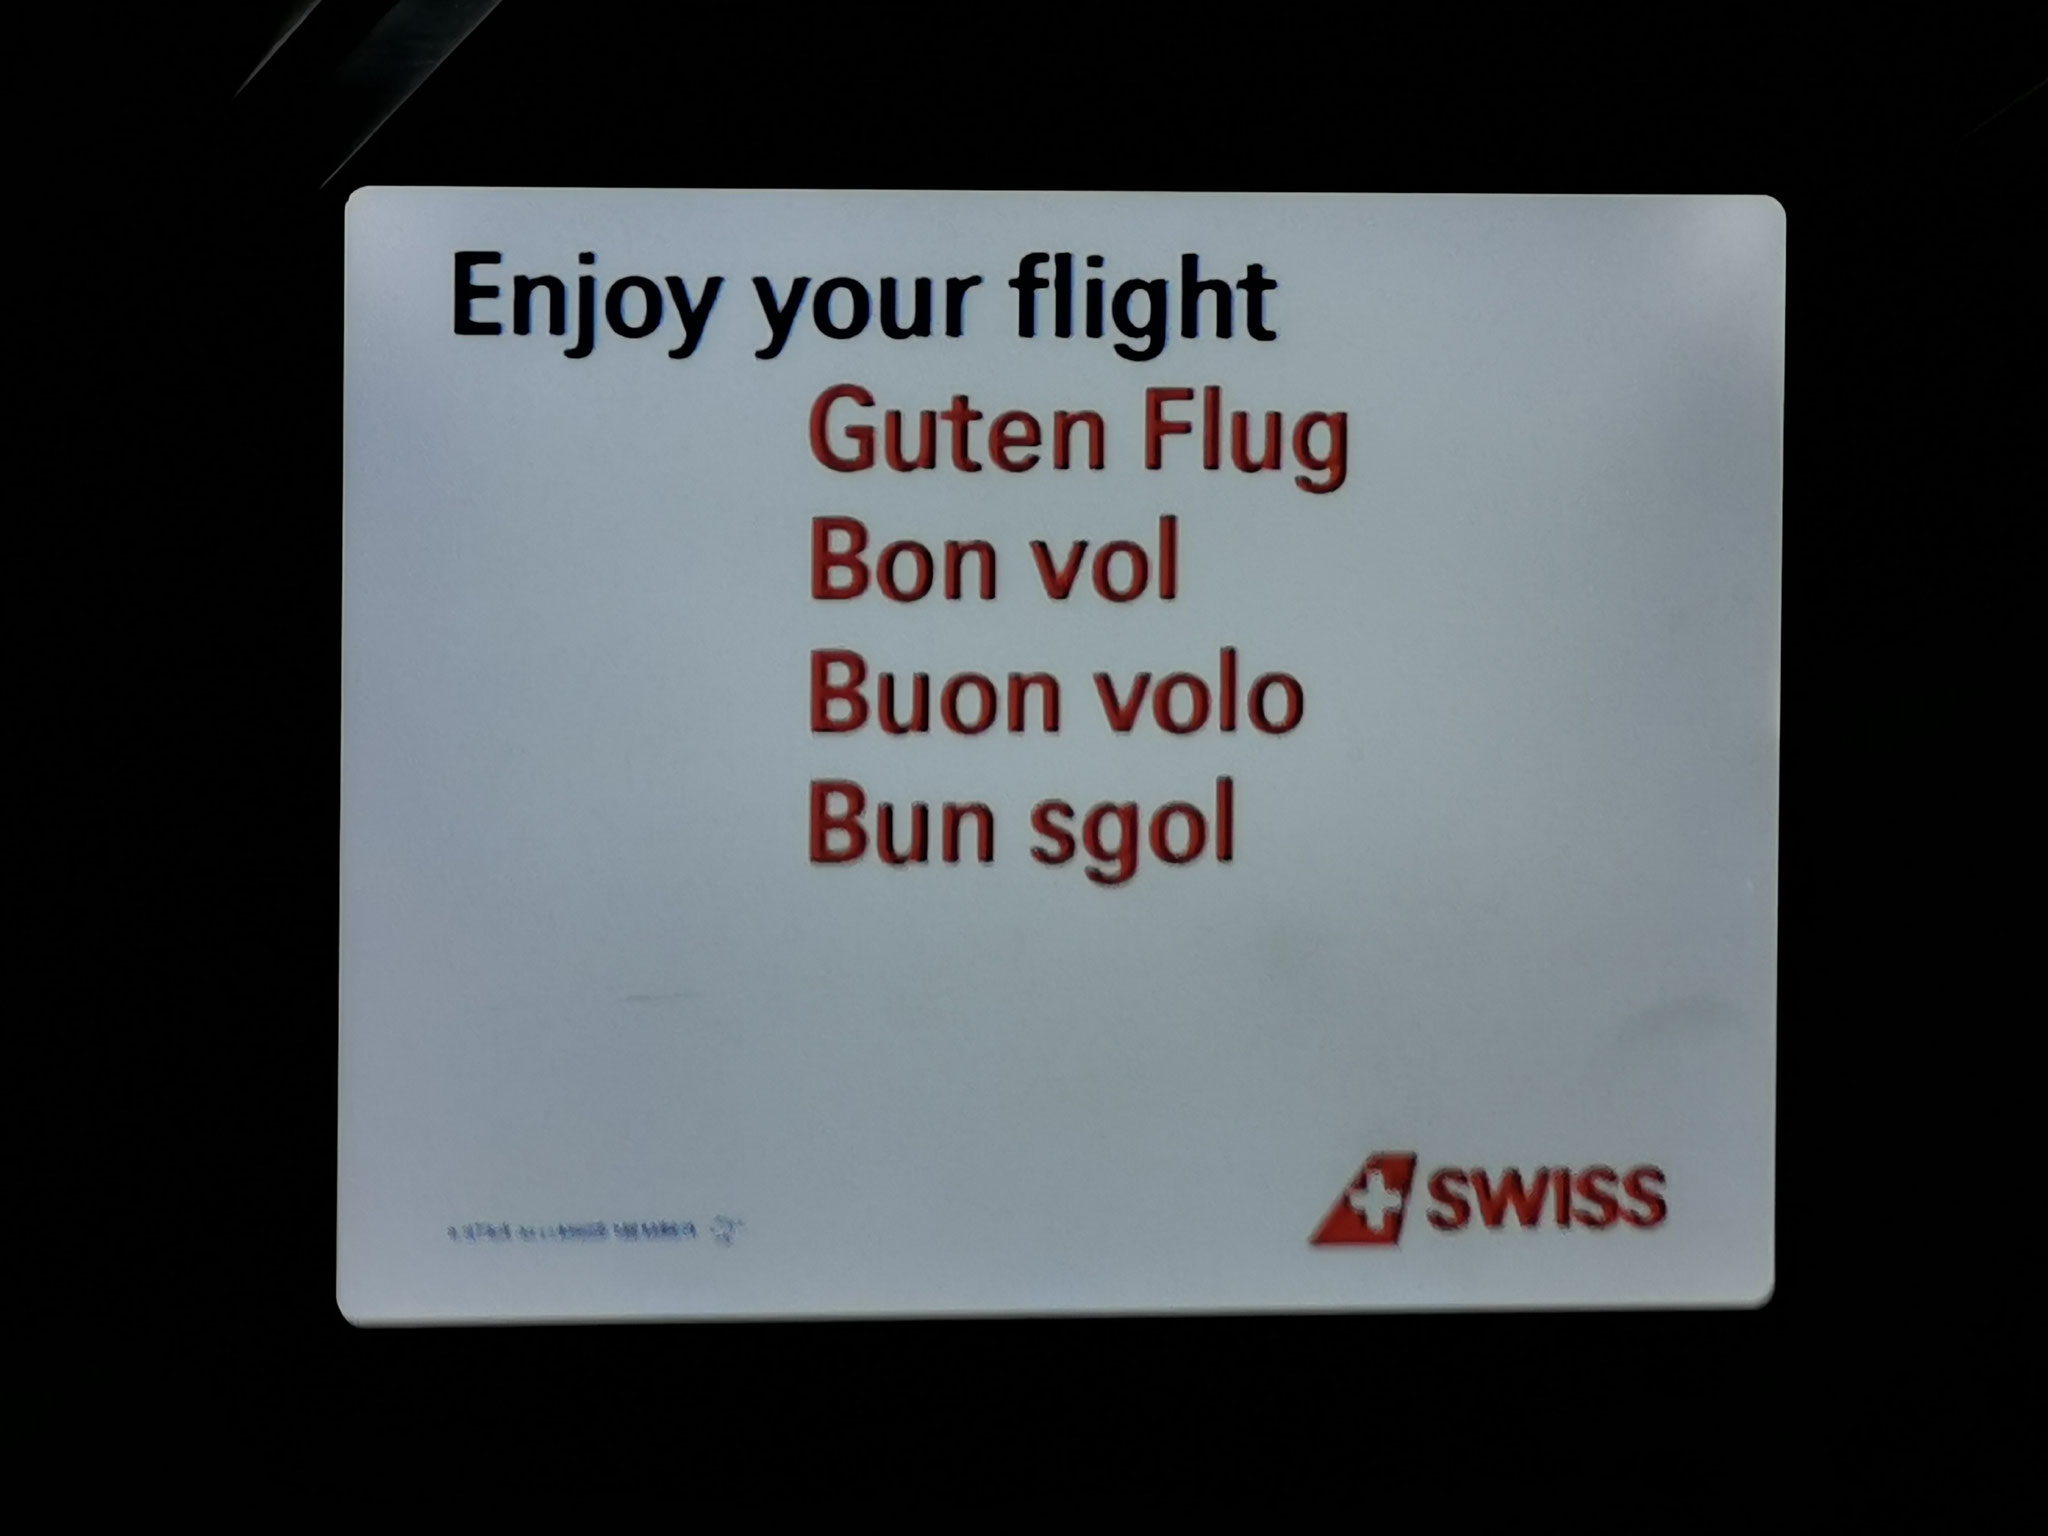 Enjoy your flight
Guten Flug
Bon vol
Buon volo
Bun sgol
SWISS